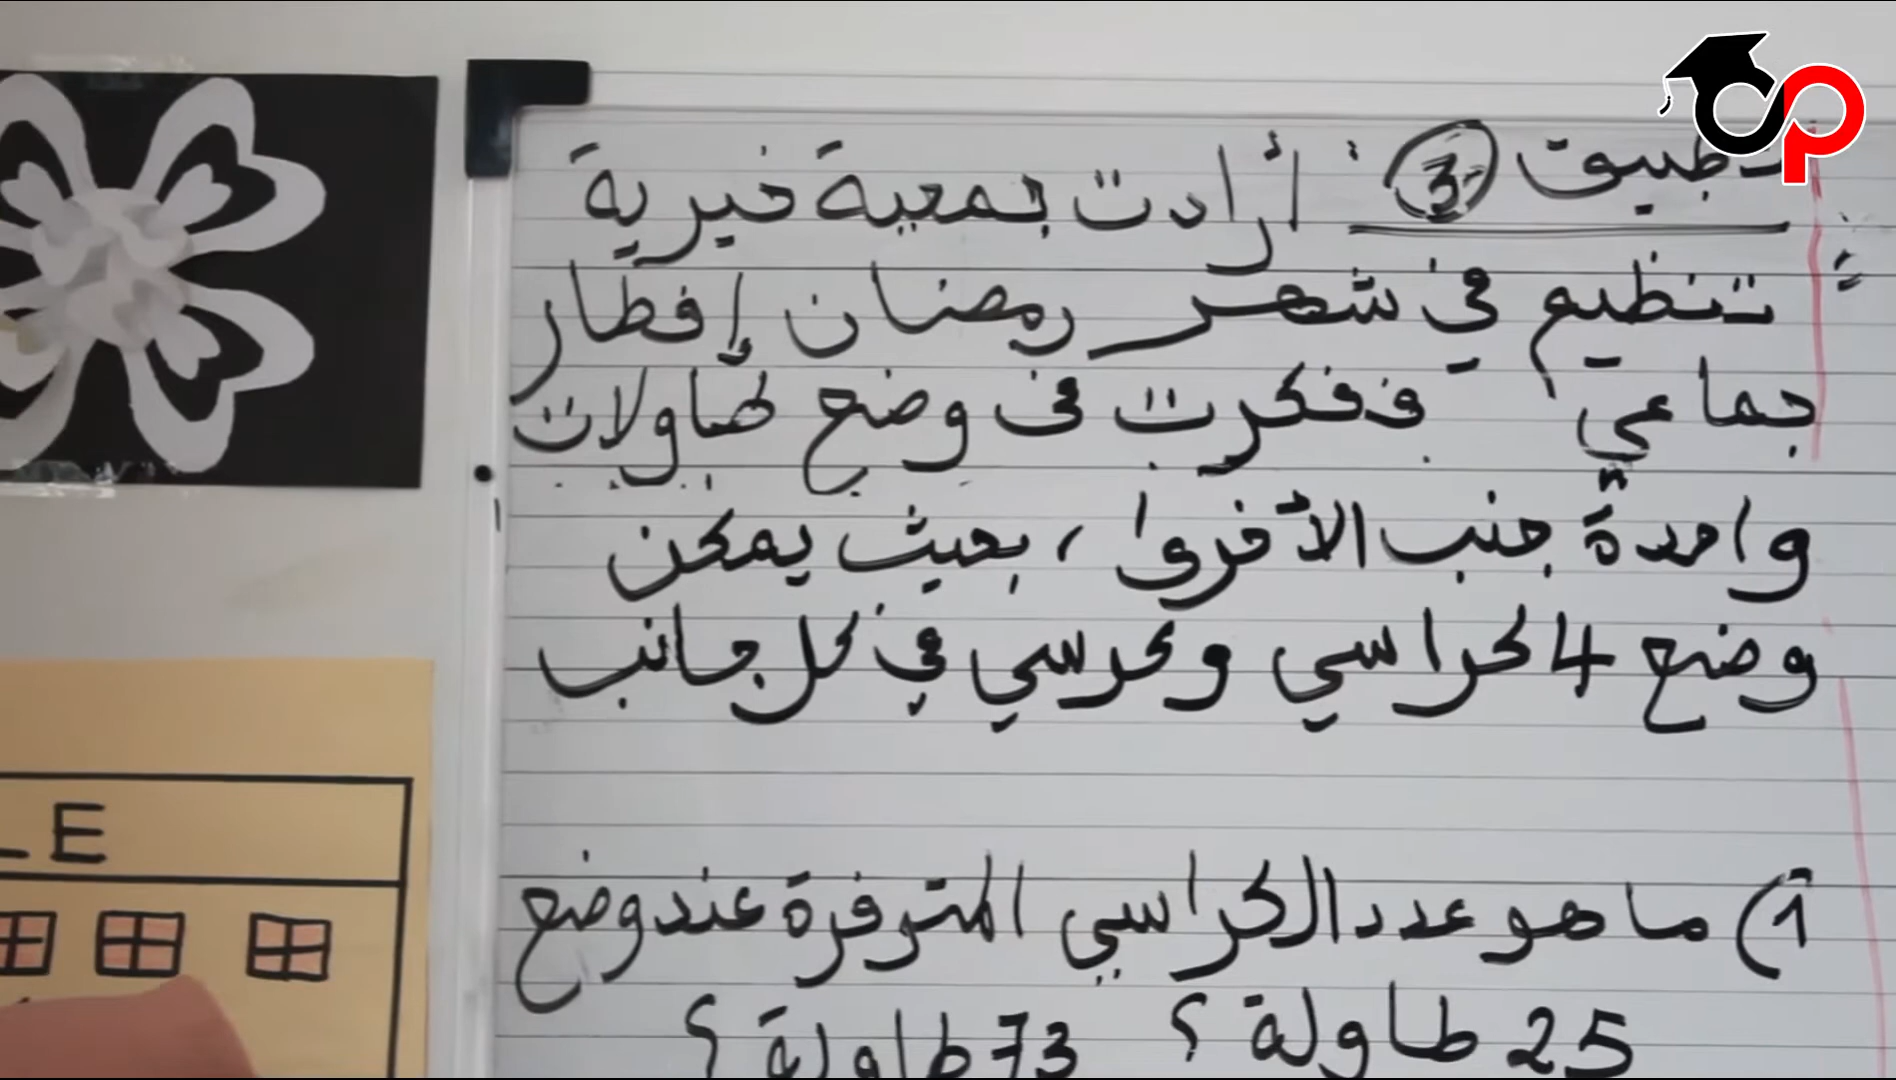 تطبيق 3 : أرادت جمعية خيرية
تنظيم في شهر رمضان إفطار
جماعي ففكرت في وضع طاولات
واحدة جنب الأخرى ، بحيث يمكن
وضع 4 كراسي وكرسي في كل جانب
1) ما هو عدد الكراسي المتوفرة عند وضع
25 طاولة ؟ 73 طاولة ؟
LE